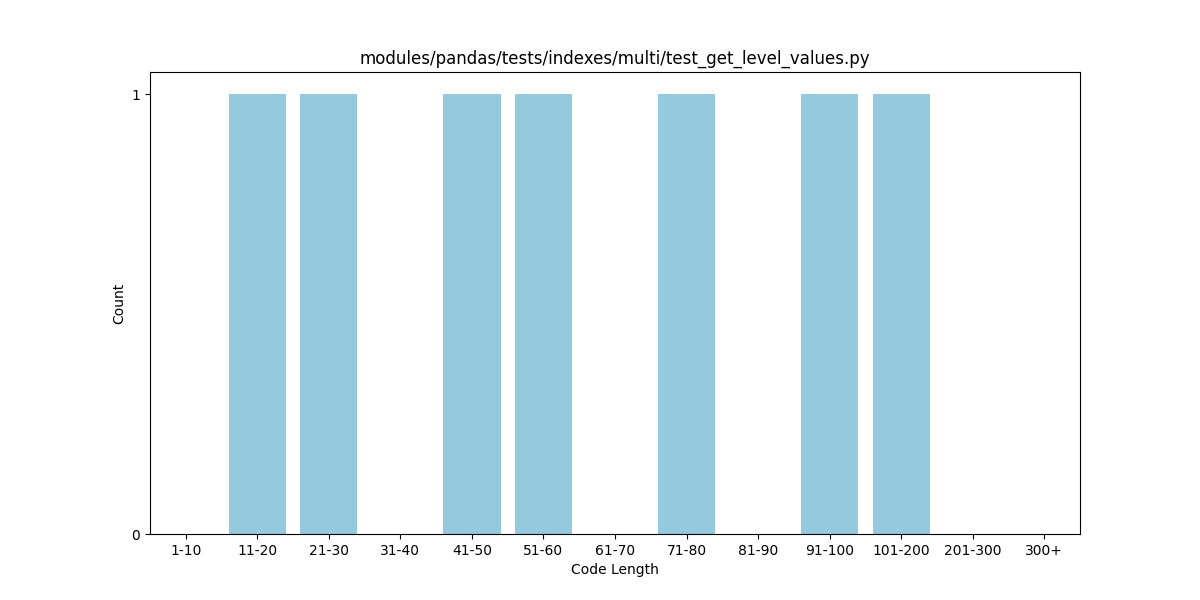 modules/pandas/tests/indexes/multi/test_get_level_values.py
1
Count
0
1-10 11-20 21-30 31-40 41-50 51-60 61-70 71-80 81-90 91-100 101-200 201-300 300+
Code Length